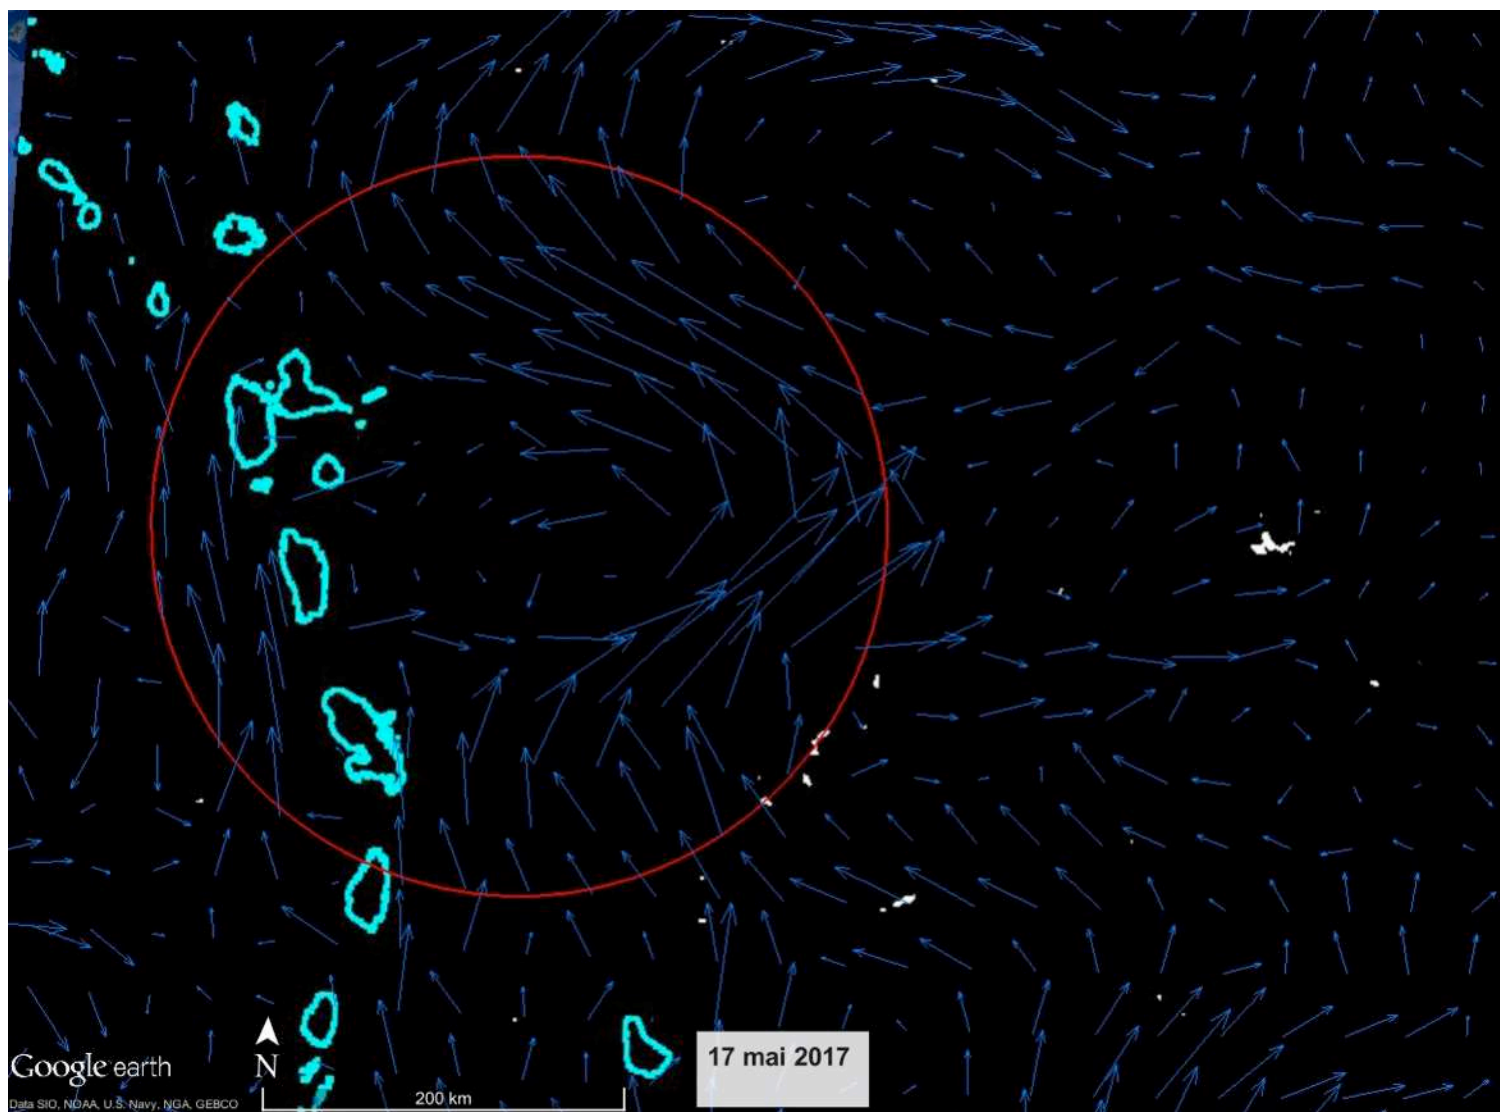 17 mai 2017
Google earth
N
200 km
Data SIO, NOAA, U.S. Navy, NGA, GEBCO